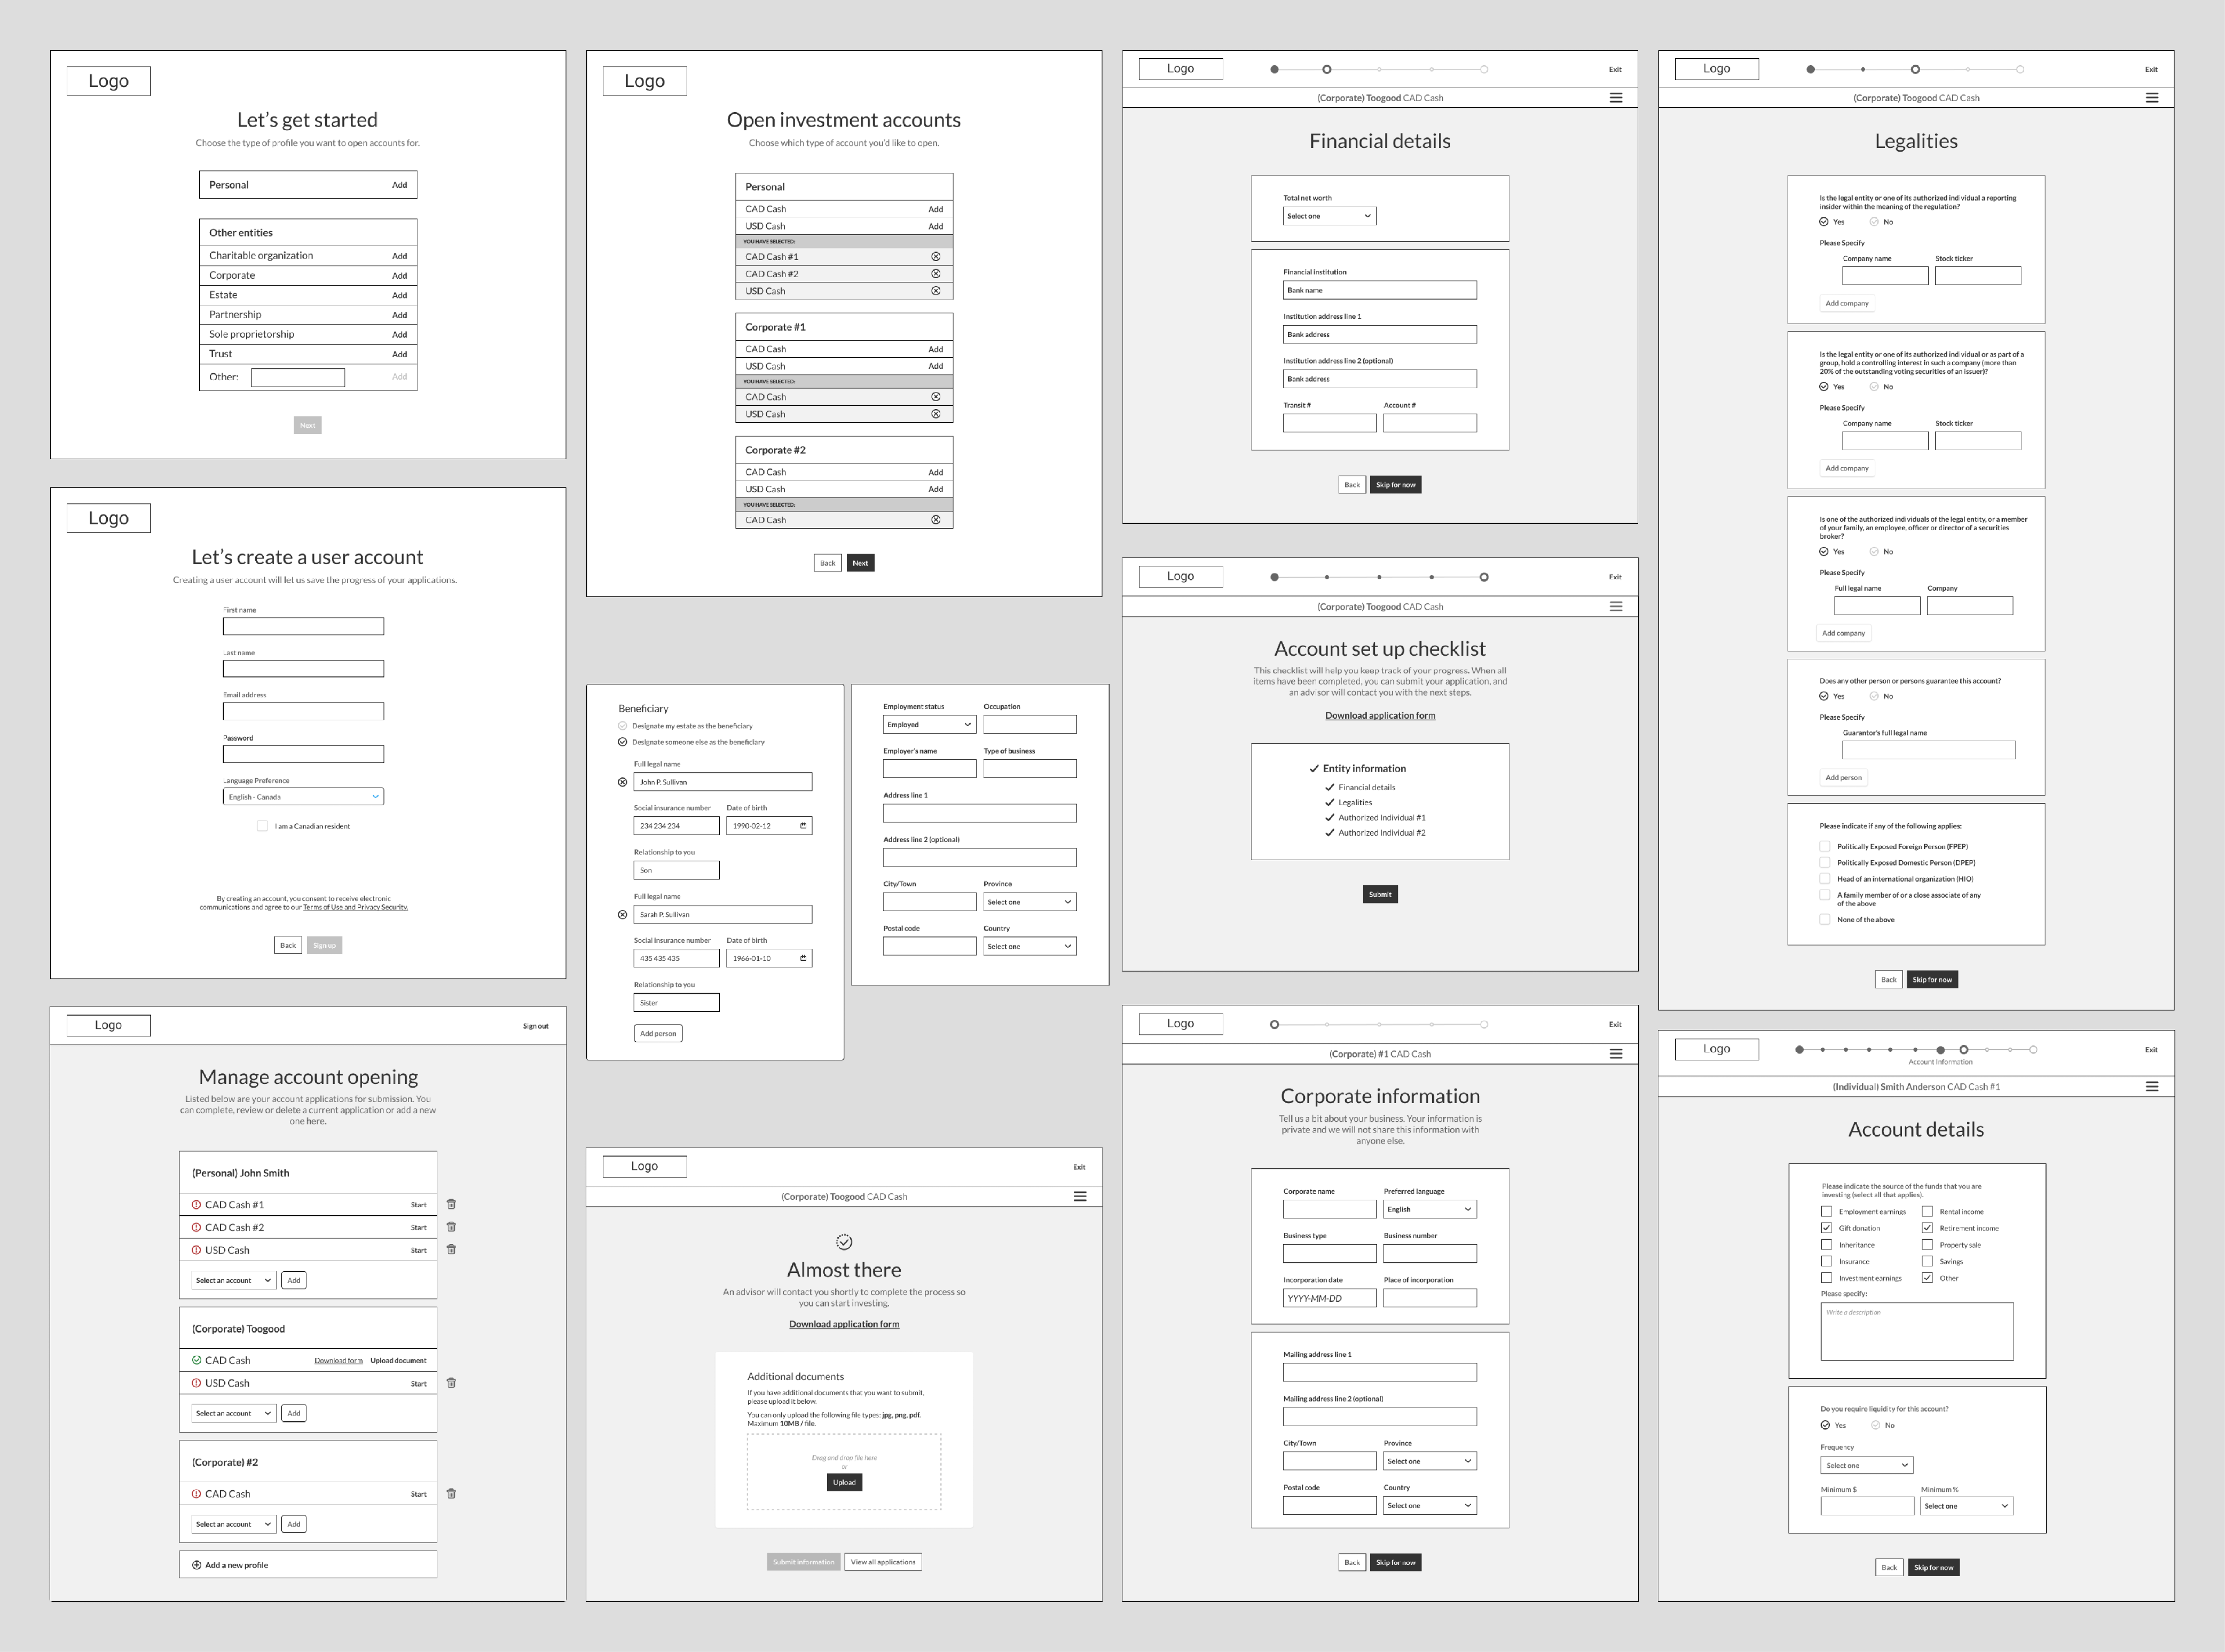 Logo
Let's get started
Choose the type of profile you want to open accounts for.
Personal Add
Other entities
Charitable organization Add
Corporate Add
Estate Add
Partnership Add
Sole proprietorship Add
Trust Add
Other: Add
Next
Logo
Let's create a user account
Creating a user account will let us save the progress of your applications.
First name
Last name
Email address
Password
Language Preference
English - Canada
I am a Canadian resident
By creating an account, you consent to receive electronic
communications and agree to our Terms of Use and Privacy Security.
Back Sign up
Logo Sign out
Manage account opening
Listed below are your account applications for submission. You
can complete, review or delete a current application or add a new
one here.
(Personal) John Smith
CAD Cash #1 Start
CAD Cash #2 Start
USD Cash Start
Select an account Add
(Corporate) Toogood
CAD Cash Download form Upload document
USD Cash Start
Select an account Add
(Corporate) #2
CAD Cash Start
Select an account Add
Add a new profile
Logo
Open investment accounts
Choose which type of account you'd like to open.
Personal
CAD Cash Add
USD Cash Add
YOU HAVE SELECTED:
CAD Cash #1
CAD Cash #2
USD Cash
Corporate #1
CAD Cash Add
USD Cash Add
YOU HAVE SELECTED:
CAD Cash
USD Cash
Corporate #2
CAD Cash Add
USD Cash Add
YOU HAVE SELECTED:
CAD Cash
Back Next
Beneficiary
Designate my estate as the beneficiary
Designate someone else as the beneficiary
Full legal name
John P. Sullivan
Social insurance number Date of birth
234 234 234 1990-02-12
Relationship to you
Son
Full legal name
Sarah P. Sullivan
Social insurance number Date of birth
435 435 435 1966-01-10
Relationship to you
Sister
Add person
Employment status Occupation
Employed
Employer's name Type of business
Address line 1
Address line 2 (optional)
City/Town Province
Select one
Postal code Country
Select one
Logo Exit
(Corporate) Toogood CAD Cash
Almost there
An advisor will contact you shortly to complete the process so
you can start investing.
Download application form
Additional documents
If you have additional documents that you want to submit,
please upload it below.
You can only upload the following file types: jpg, png, pdf.
Maximum 10MB / file.
Drag and drop file here
or
Upload
Submit information View all applications
Logo Exit
(Corporate) Toogood CAD Cash
Financial details
Total net worth
Select one
Financial institution
Bank name
Institution address line 1
Bank address
Institution address line 2 (optional)
Bank address
Transit # Account #
Back Skip for now
Logo Exit
(Corporate) Toogood CAD Cash
Account set up checklist
This checklist will help you keep track of your progress. When all
items have been completed, you can submit your application, and
an advisor will contact you with the next steps.
Download application form
Entity information
Financial details
Legalities
Authorized Individual #1
Authorized Individual #2
Submit
Logo Exit
(Corporate) #1 CAD Cash
Corporate information
Tell us a bit about your business. Your information is
private and we will not share this information with
anyone else.
Corporate name Preferred language
English
Business type Business number
Incorporation date Place of incorporation
YYYY-MM-DD
Mailing address line 1
Mailing address line 2 (optional)
City/Town Province
Select one
Postal code Country
Select one
Back Skip for now
Logo Exit
(Corporate) Toogood CAD Cash
Legalities
Is the legal entity or one of its authorized individual a reporting
insider within the meaning of the regulation?
Yes No
Please Specify
Company name Stock ticker
Add company
Is the legal entity or one of its authorized individual or as part of a
group, hold a controlling interest in such a company (more than
20% of the outstanding voting securities of an issuer)?
Yes No
Please Specify
Company name Stock ticker
Add company
Is one of the authorized individuals of the legal entity, or a member
of your family, an employee, officer or director of a securities
broker?
Yes No
Please Specify
Full legal name Company
Add company
Does any other person or persons guarantee this account?
Yes No
Please Specify
Guarantor's full legal name
Add person
Please indicate if any of the following applies:
Politically Exposed Foreign Person (FPEP)
Politically Exposed Domestic Person (DPEP)
Head of an international organization (HIO)
A family member of or a close associate of any
of the above
None of the above
Back Skip for now
Logo Exit
Account Information
(Individual) Smith Anderson CAD Cash #1
Account details
Please indicate the source of the funds that you are
investing (select all that applies).
Employment earnings Rental income
Gift donation Retirement income
Inheritance Property sale
Insurance Savings
Investment earnings Other
Please specify:
Write a description
Do you require liquidity for this account?
Yes No
Frequency
Select one
Minimum $ Minimum %
Select one
Back Skip for now